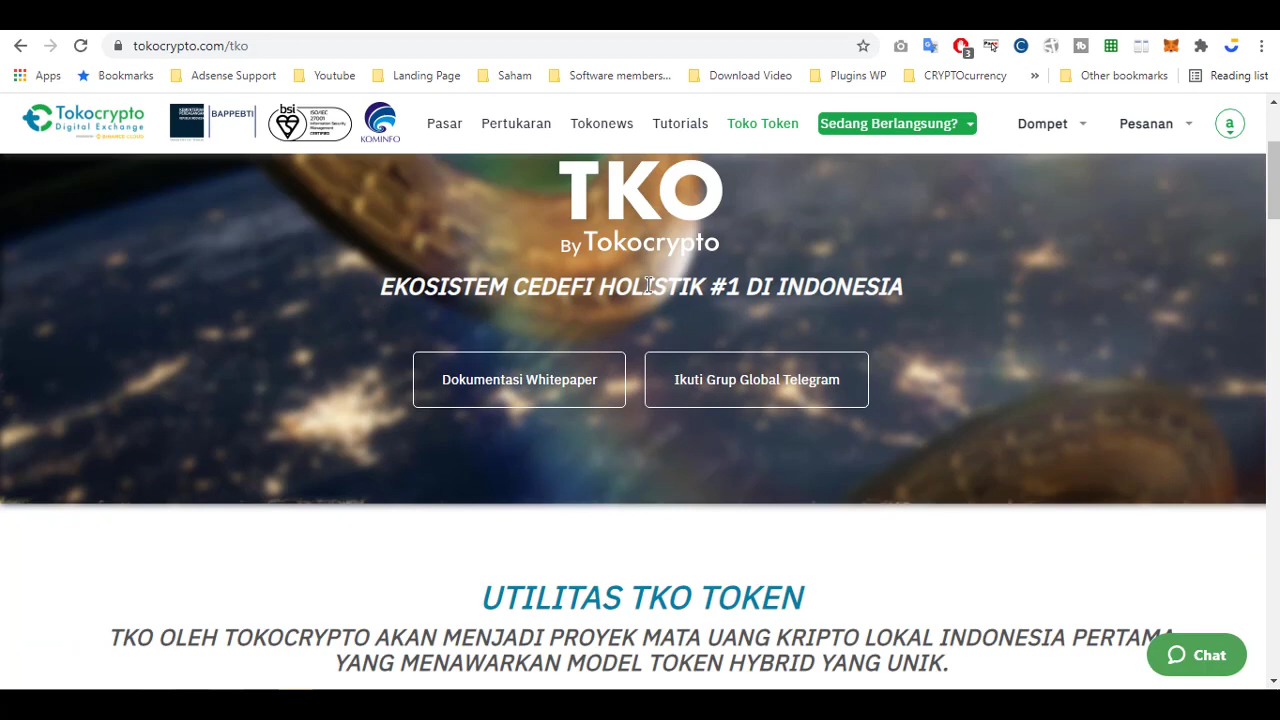 tokocrypto.com/tko
3
Apps Bookmarks Adsense Support Youtube Landing Page Saham Software members... Download Video Plugins WP CRYPTOcurrency » Other bookmarks Reading list
Tokocrypto
Digital Exchange
BAPPEBTI
bsi
ISO/IEC
27001
KOMINFO
Pasar Pertukaran Tokonews Tutorials Toko Token Sedang Berlangsung? Dompet Pesanan a
TKO
By Tokocrypto
EKOSISTEM CEDEFI HOLISTIK #1 DI INDONESIA
Dokumentasi Whitepaper Ikuti Grup Global Telegram
UTILITAS TKO TOKEN
TKO OLEH TOKOCRYPTO AKAN MENJADI PROYEK MATA UANG KRIPTO LOKAL INDONESIA PERTAMA
YANG MENAWARKAN MODEL TOKEN HYBRID YANG UNIK.
Chat